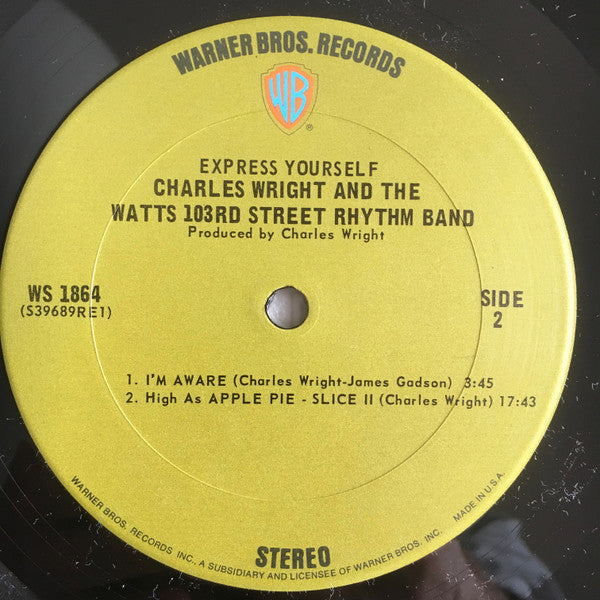 WARNER BROS. RECORDS
WB
®
EXPRESS YOURSELF
CHARLES WRIGHT AND THE
WATTS 103RD STREET RHYTHM BAND
Produced by Charles Wright
WS 1864
(S39689RE1)
SIDE
2
1. I'M AWARE (Charles Wright-James Gadson) 3:45
2. High As APPLE PIE - SLICE II (Charles Wright) 17:43
STEREO
WARNER BROS. RECORDS INC. A SUBSIDIARY AND LICENSEE OF WARNER BROS. INC. MADE IN U.S.A.